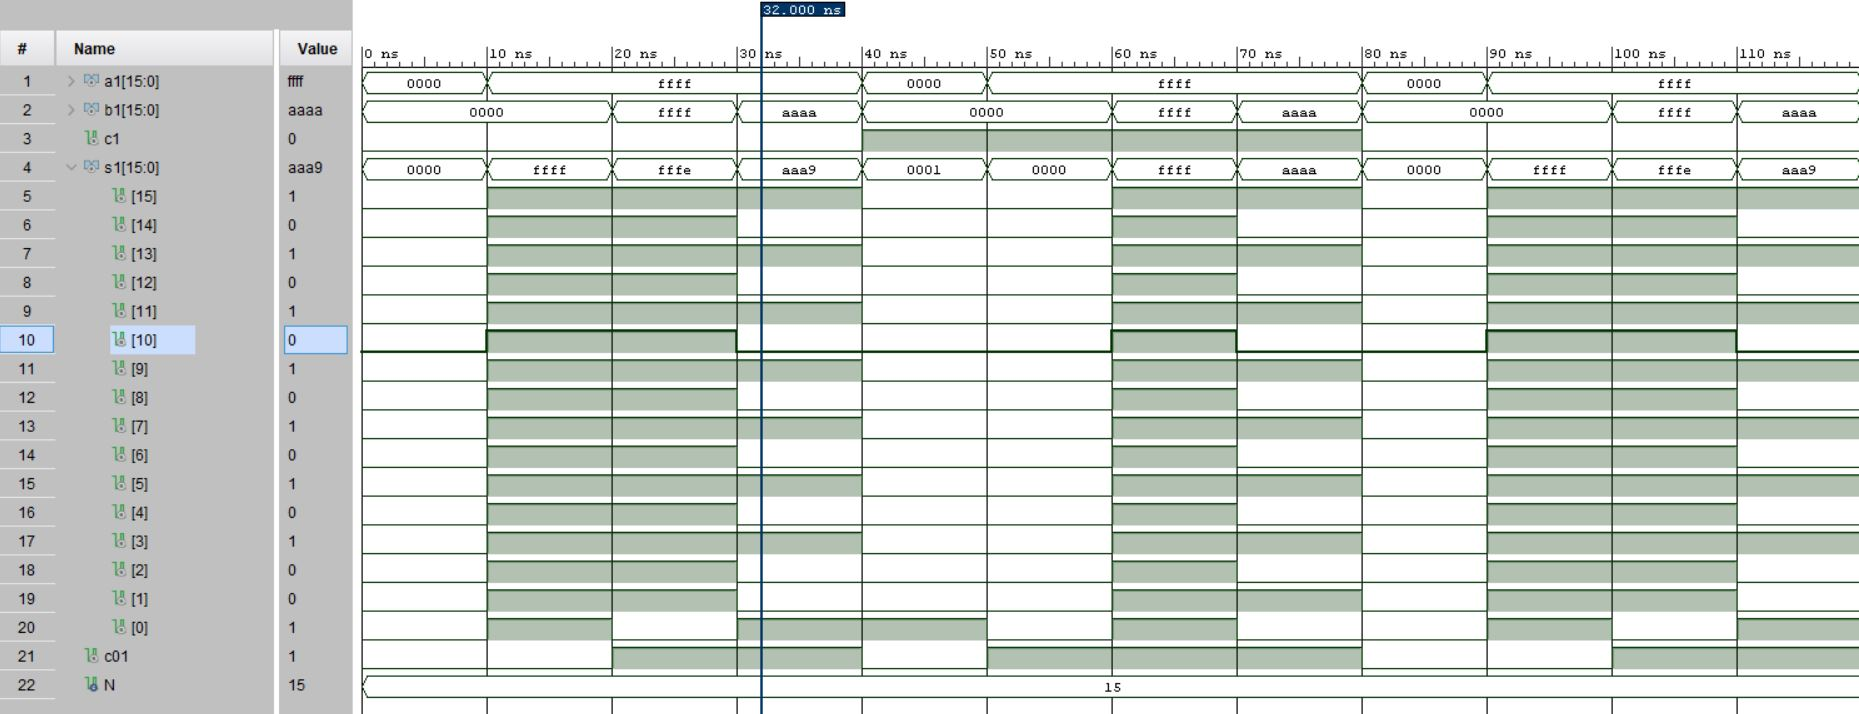 32.000 ns
# Name Value 0 ns 10 ns 20 ns 30 ns 40 ns 50 ns 60 ns 70 ns 80 ns 90 ns 100 ns 110 ns
1 a1[15:0] ffff 0000 ffff 0000 ffff 0000 ffff
2 b1[15:0] aaaa 0000 ffff aaaa 0000 ffff aaaa 0000 ffff aaaa
3 c1 0
4 s1[15:0] aaa9 0000 ffff fffe aaa9 0001 0000 ffff aaaa 0000 ffff fffe aaa9
5 [15] 1
6 [14] 0
7 [13] 1
8 [12] 0
9 [11] 1
10 [10] 0
11 [9] 1
12 [8] 0
13 [7] 1
14 [6] 0
15 [5] 1
16 [4] 0
17 [3] 1
18 [2] 0
19 [1] 0
20 [0] 1
21 c01 1
22 N 15 15